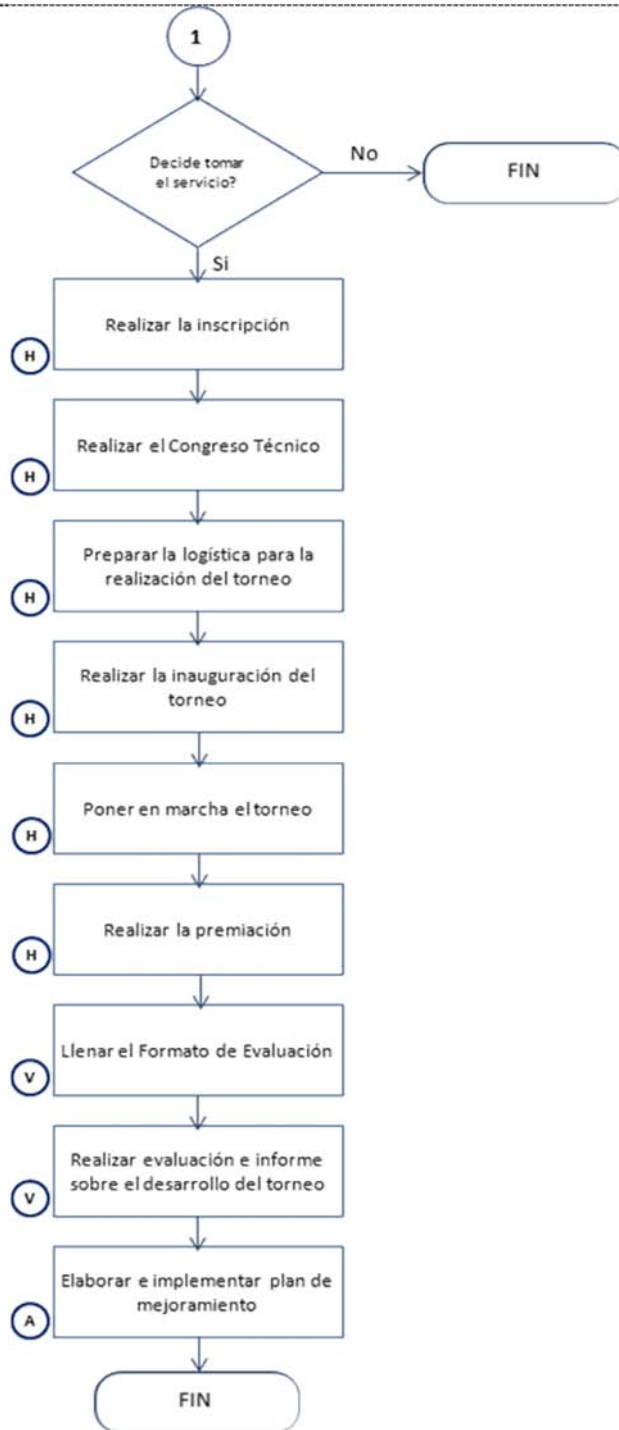 1
Decide tomar
el servicio?
No
FIN
Si
Realizar la inscripción
H
Realizar el Congreso Técnico
H
Preparar la logística para la
realización del torneo
H
Realizar la inauguración del
torneo
H
Poner en marcha el torneo
H
Realizar la premiación
H
Llenar el Formato de Evaluación
V
Realizar evaluación e informe
sobre el desarrollo del torneo
V
Elaborar e implementar plan de
mejoramiento
A
FIN